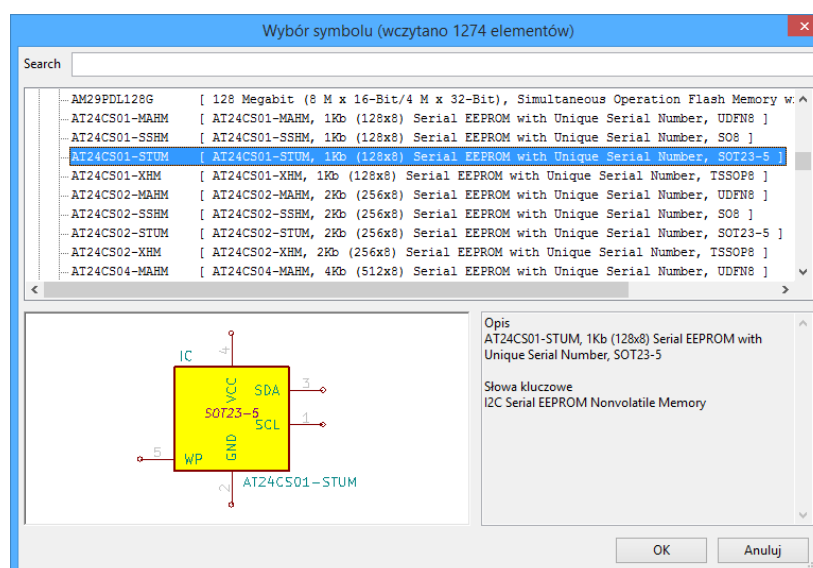 Wybór symbolu (wczytano 1274 elementów)
Search
AM29PDL128G [ 128 Megabit (8 M x 16-Bit/4 M x 32-Bit), Simultaneous Operation Flash Memory
AT24CS01-MAHM [ AT24CS01-MAHM, 1Kb (128x8) Serial EEPROM with Unique Serial Number, UDFN8 ]
AT24CS01-SSHM [ AT24CS01-SSHM, 1Kb (128x8) Serial EEPROM with Unique Serial Number, SO8 ]
AT24CS01-STUM [ AT24CS01-STUM, 1Kb (128x8) Serial EEPROM with Unique Serial Number, SOT23-5 ]
AT24CS01-XHM [ AT24CS01-XHM, 1Kb (128x8) Serial EEPROM with Unique Serial Number, TSSOP8 ]
AT24CS02-MAHM [ AT24CS02-MAHM, 2Kb (256x8) Serial EEPROM with Unique Serial Number, UDFN8 ]
AT24CS02-SSHM [ AT24CS02-SSHM, 2Kb (256x8) Serial EEPROM with Unique Serial Number, SO8 ]
AT24CS02-STUM [ AT24CS02-STUM, 2Kb (256x8) Serial EEPROM with Unique Serial Number, SOT23-5 ]
AT24CS02-XHM [ AT24CS02-XHM, 2Kb (256x8) Serial EEPROM with Unique Serial Number, TSSOP8 ]
AT24CS04-MAHM [ AT24CS04-MAHM, 4Kb (512x8) Serial EEPROM with Unique Serial Number, UDFN8 ]
IC
4
VCC
SDA
3
SOT23-5
SCL
1
GND
5
WP
2
AT24CS01-STUM
Opis
AT24CS01-STUM, 1Kb (128x8) Serial EEPROM with
Unique Serial Number, SOT23-5
Słowa kluczowe
I2C Serial EEPROM Nonvolatile Memory
OK
Anuluj